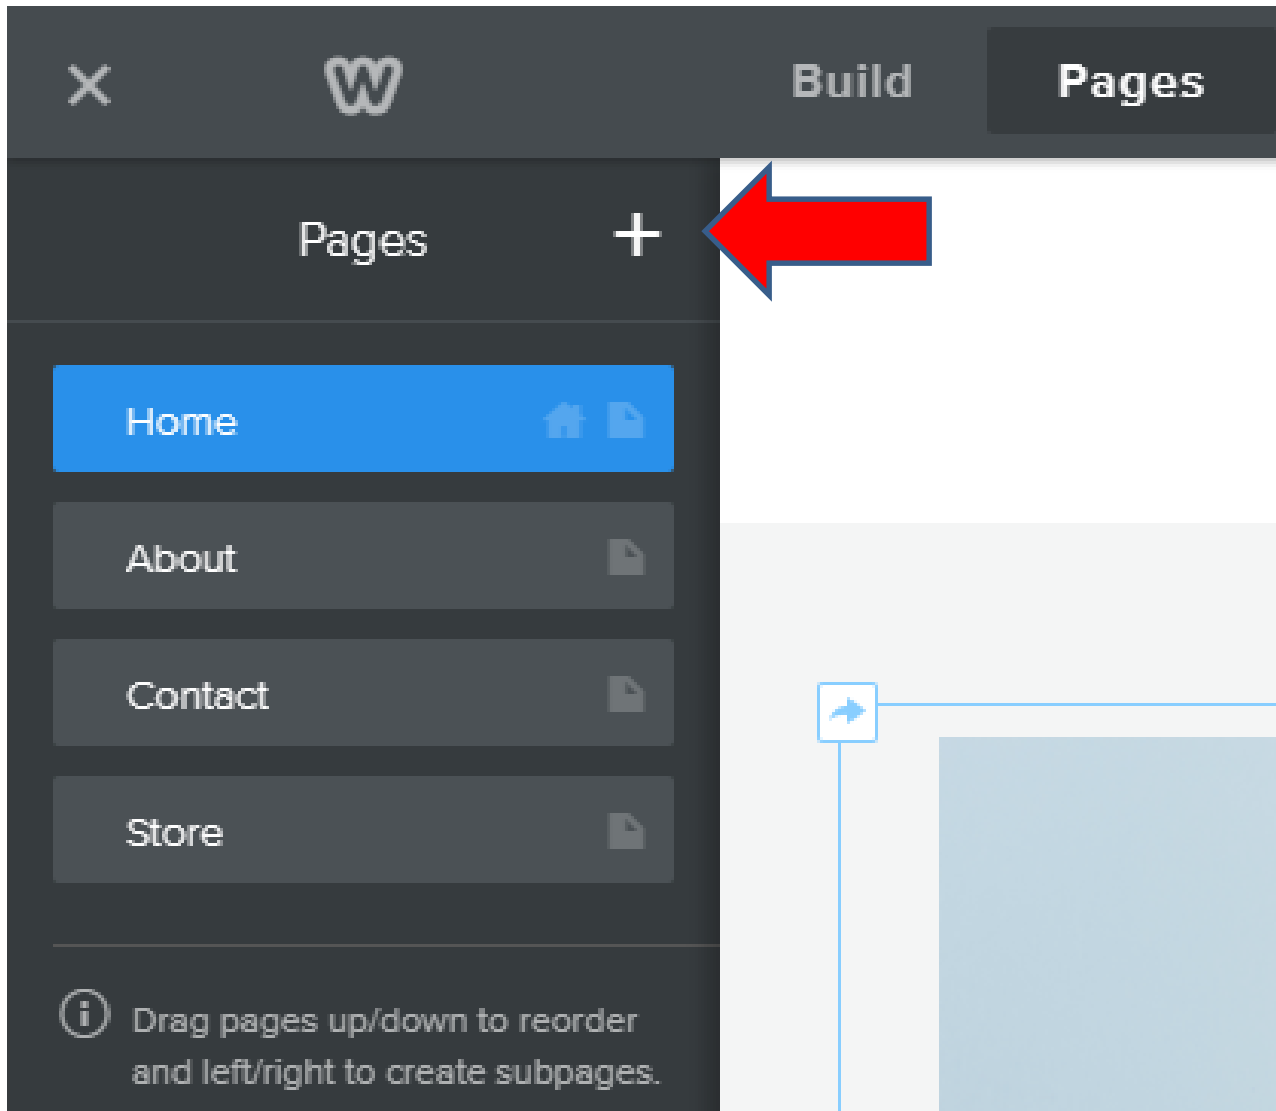 Build Pages
Pages
Home
About
Contact
Store
Drag pages up/down to reorder
and left/right to create subpages.